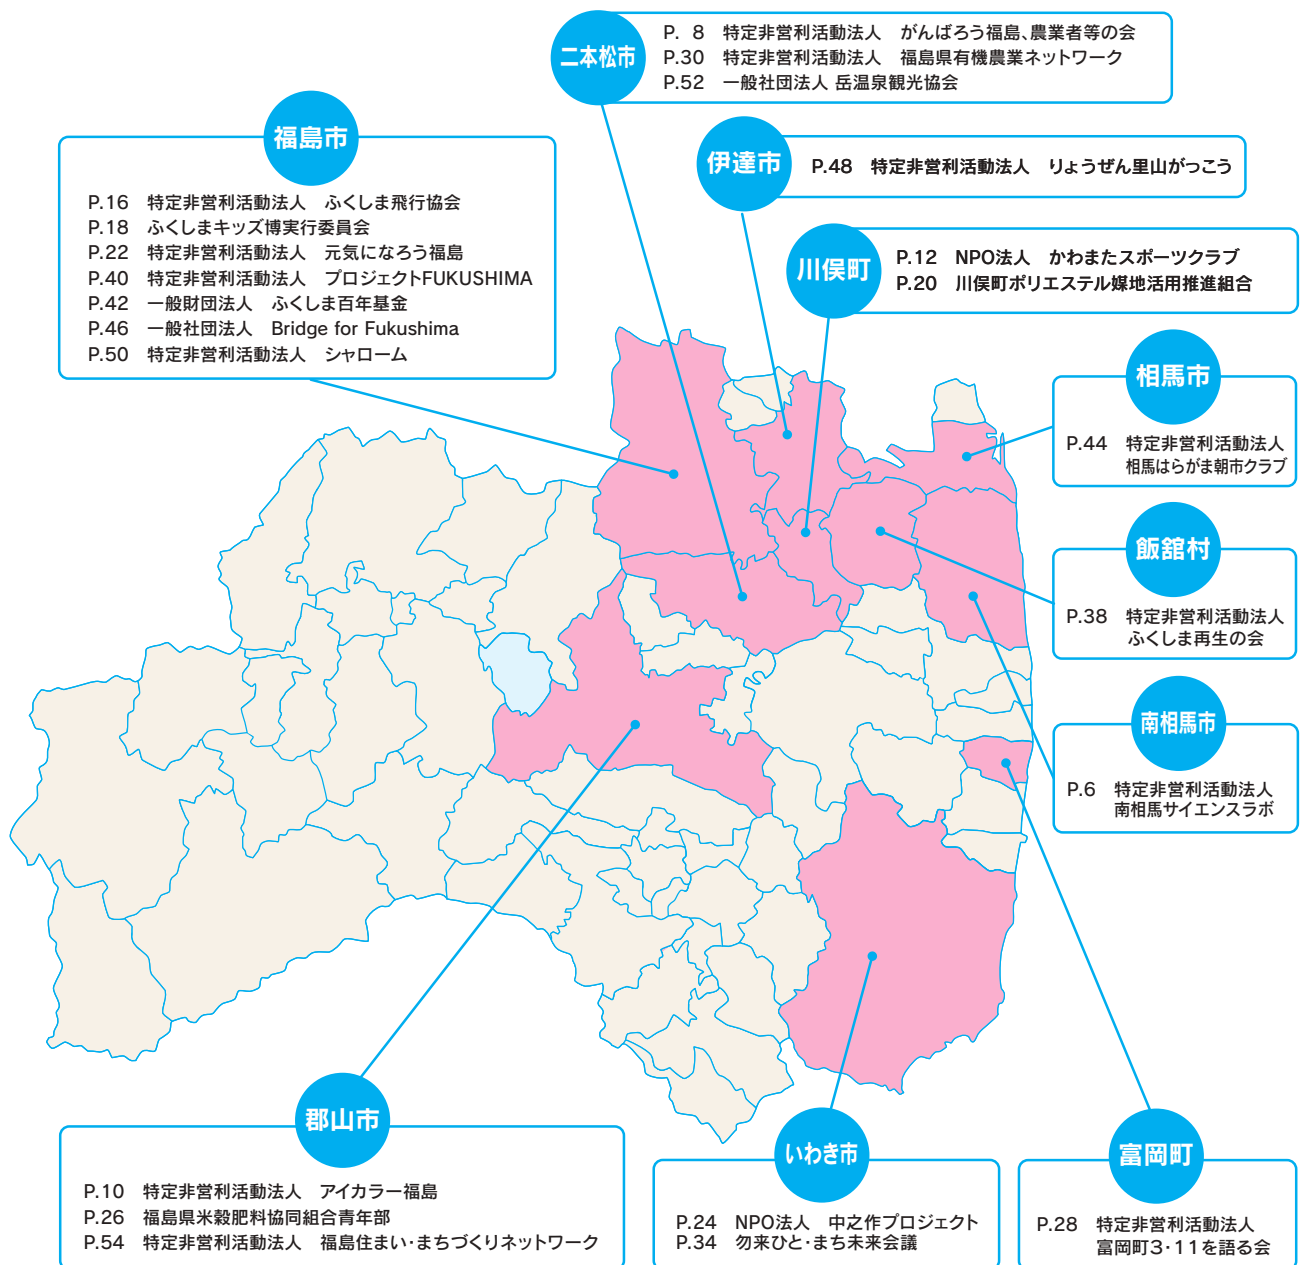 二本松市
P. 8 特定非営利活動法人 がんばろう福島、農業者等の会
P.30 特定非営利活動法人 福島県有機農業ネットワーク
P.52 一般社団法人 岳温泉観光協会
福島市
P.16 特定非営利活動法人 ふくしま飛行協会
P.18 ふくしまキッズ博実行委員会
P.22 特定非営利活動法人 元気になろう福島
P.40 特定非営利活動法人 プロジェクトFUKUSHIMA
P.42 一般財団法人 ふくしま百年基金
P.46 一般社団法人 Bridge for Fukushima
P.50 特定非営利活動法人 シャローム
伊達市
P.48 特定非営利活動法人 りょうぜん里山がっこう
川俣町
P.12 NPO法人 かわまたスポーツクラブ
P.20 川俣町ポリエステル媒地活用推進組合
相馬市
P.44 特定非営利活動法人
相馬はらがま朝市クラブ
飯舘村
P.38 特定非営利活動法人
ふくしま再生の会
南相馬市
P.6 特定非営利活動法人
南相馬サイエンスラボ
郡山市
P.10 特定非営利活動法人 アイカラー福島
P.26 福島県米穀肥料協同組合青年部
P.54 特定非営利活動法人 福島住まい・まちづくりネットワーク
いわき市
P.24 NPO法人 中之作プロジェクト
P.34 勿来ひと・まち未来会議
富岡町
P.28 特定非営利活動法人
富岡町3・11を語る会